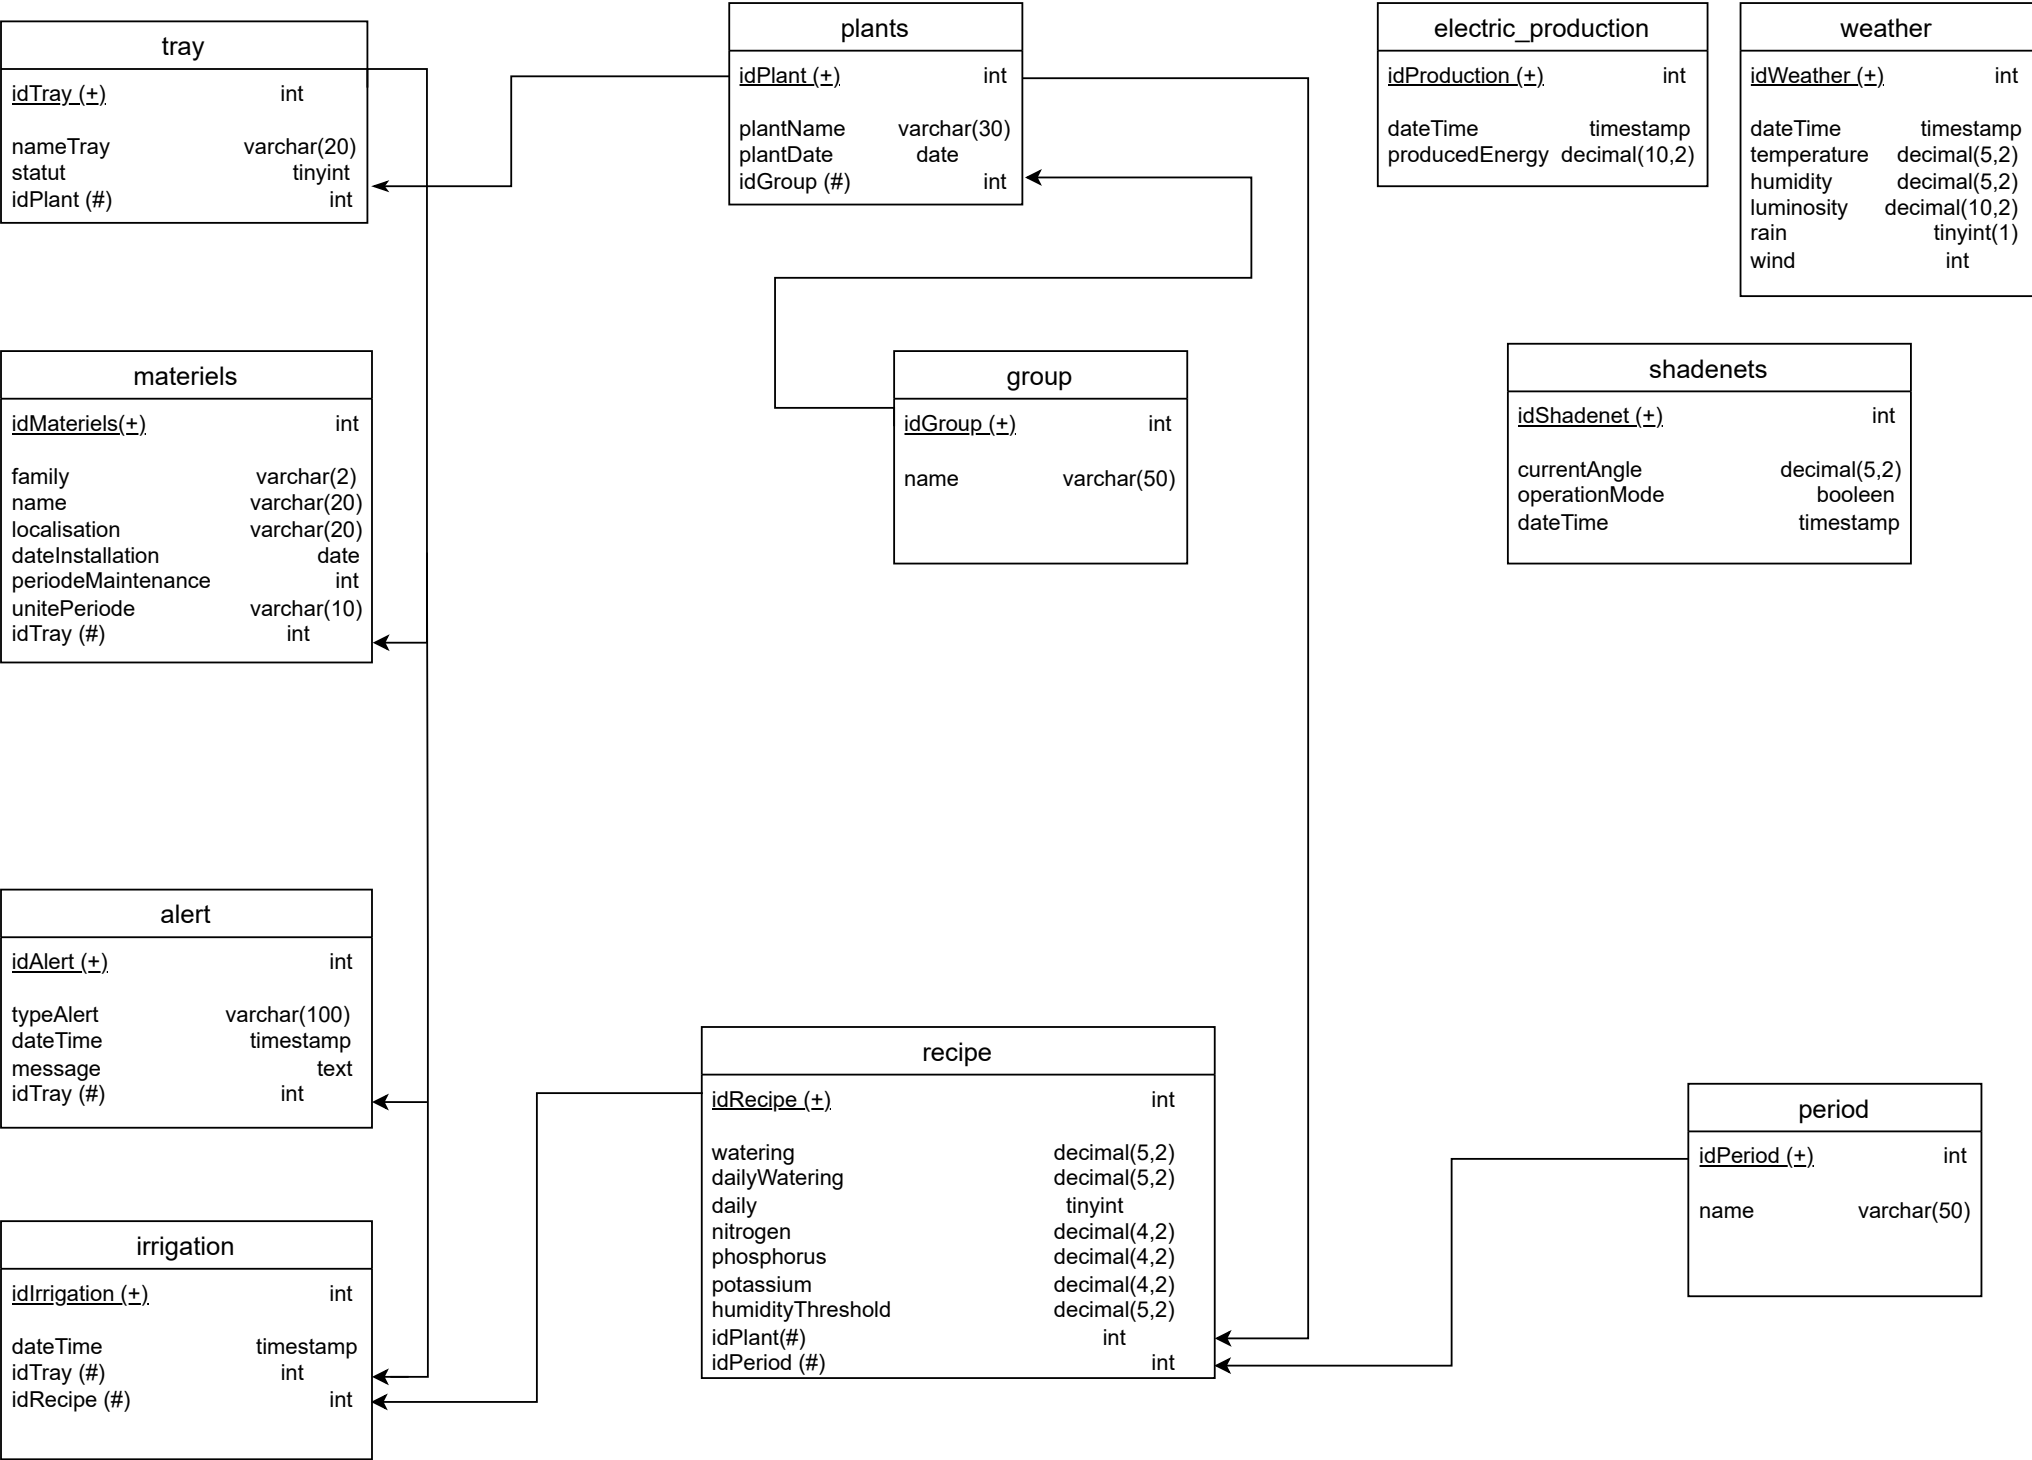 tray
idTray (+) int
nameTray varchar(20)
statut tinyint
idPlant (#) int
plants
idPlant (+) int
plantName varchar(30)
plantDate date
idGroup (#) int
electric_production
idProduction (+) int
dateTime timestamp
producedEnergy decimal(10,2)
weather
idWeather (+) int
dateTime timestamp
temperature decimal(5,2)
humidity decimal(5,2)
luminosity decimal(10,2)
rain tinyint(1)
wind int
materiels
idMateriels(+) int
family varchar(2)
name varchar(20)
localisation varchar(20)
dateInstallation date
periodeMaintenance int
unitePeriode varchar(10)
idTray (#) int
group
idGroup (+) int
name varchar(50)
shadenets
idShadenet (+) int
currentAngle decimal(5,2)
operationMode booleen
dateTime timestamp
alert
idAlert (+) int
typeAlert varchar(100)
dateTime timestamp
message text
idTray (#) int
recipe
idRecipe (+) int
watering decimal(5,2)
dailyWatering decimal(5,2)
daily tinyint
nitrogen decimal(4,2)
phosphorus decimal(4,2)
potassium decimal(4,2)
humidityThreshold decimal(5,2)
idPlant(#) int
idPeriod (#) int
period
idPeriod (+) int
name varchar(50)
irrigation
idIrrigation (+) int
dateTime timestamp
idTray (#) int
idRecipe (#) int